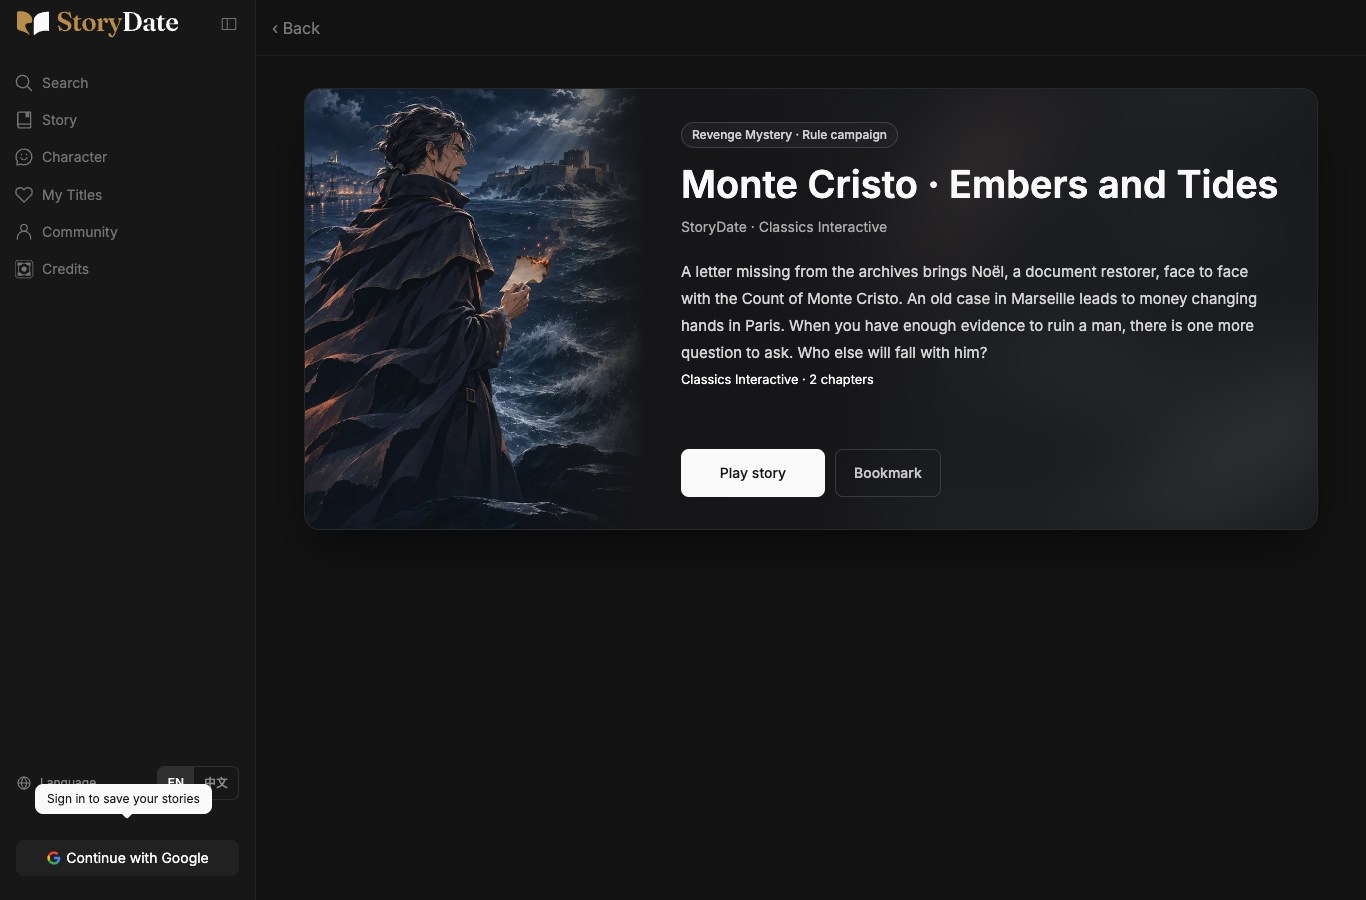 StoryDate
Search
Story
Character
My Titles
Community
Credits
Language
EN
中文
Sign in to save your stories
Continue with Google
‹ Back
Revenge Mystery · Rule campaign
Monte Cristo · Embers and Tides
StoryDate · Classics Interactive
A letter missing from the archives brings Noël, a document restorer, face to face
with the Count of Monte Cristo. An old case in Marseille leads to money changing
hands in Paris. When you have enough evidence to ruin a man, there is one more
question to ask. Who else will fall with him?
Classics Interactive · 2 chapters
Play story
Bookmark